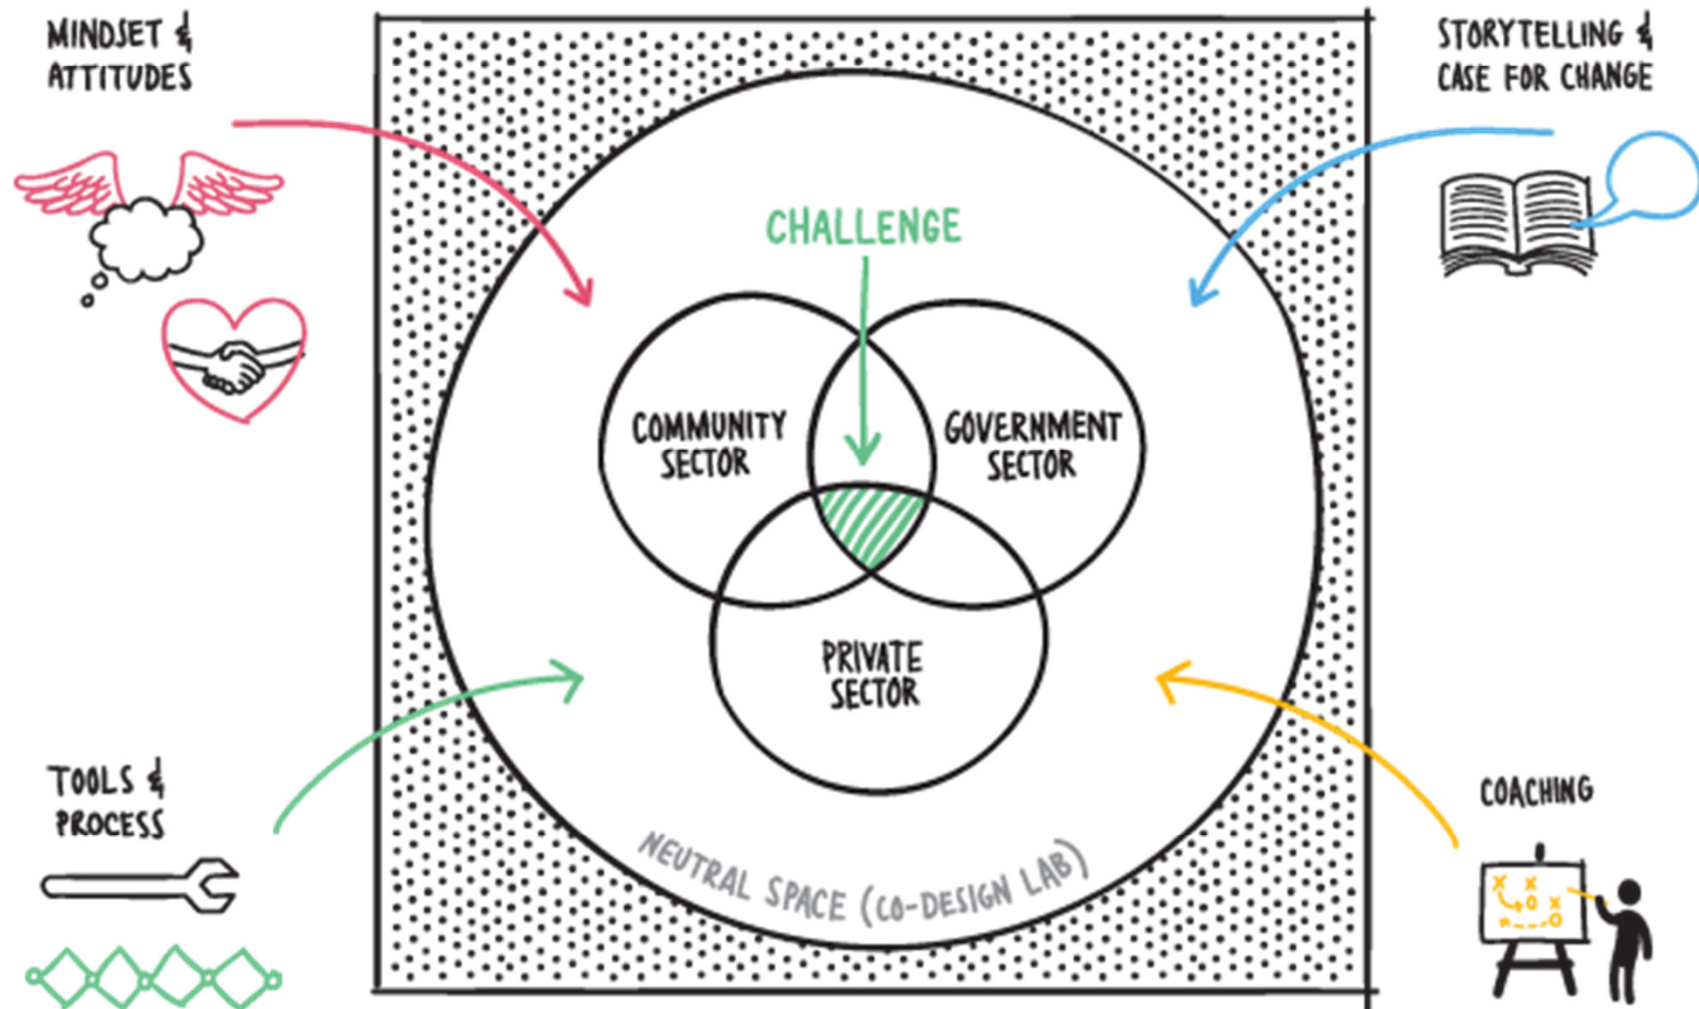 MINDSET &
ATTITUDES
STORYTELLING &
CASE FOR CHANGE
CHALLENGE
COMMUNITY
SECTOR
GOVERNMENT
SECTOR
PRIVATE
SECTOR
TOOLS &
PROCESS
COACHING
NEUTRAL SPACE (CO-DESIGN LAB)
X X
O X
O